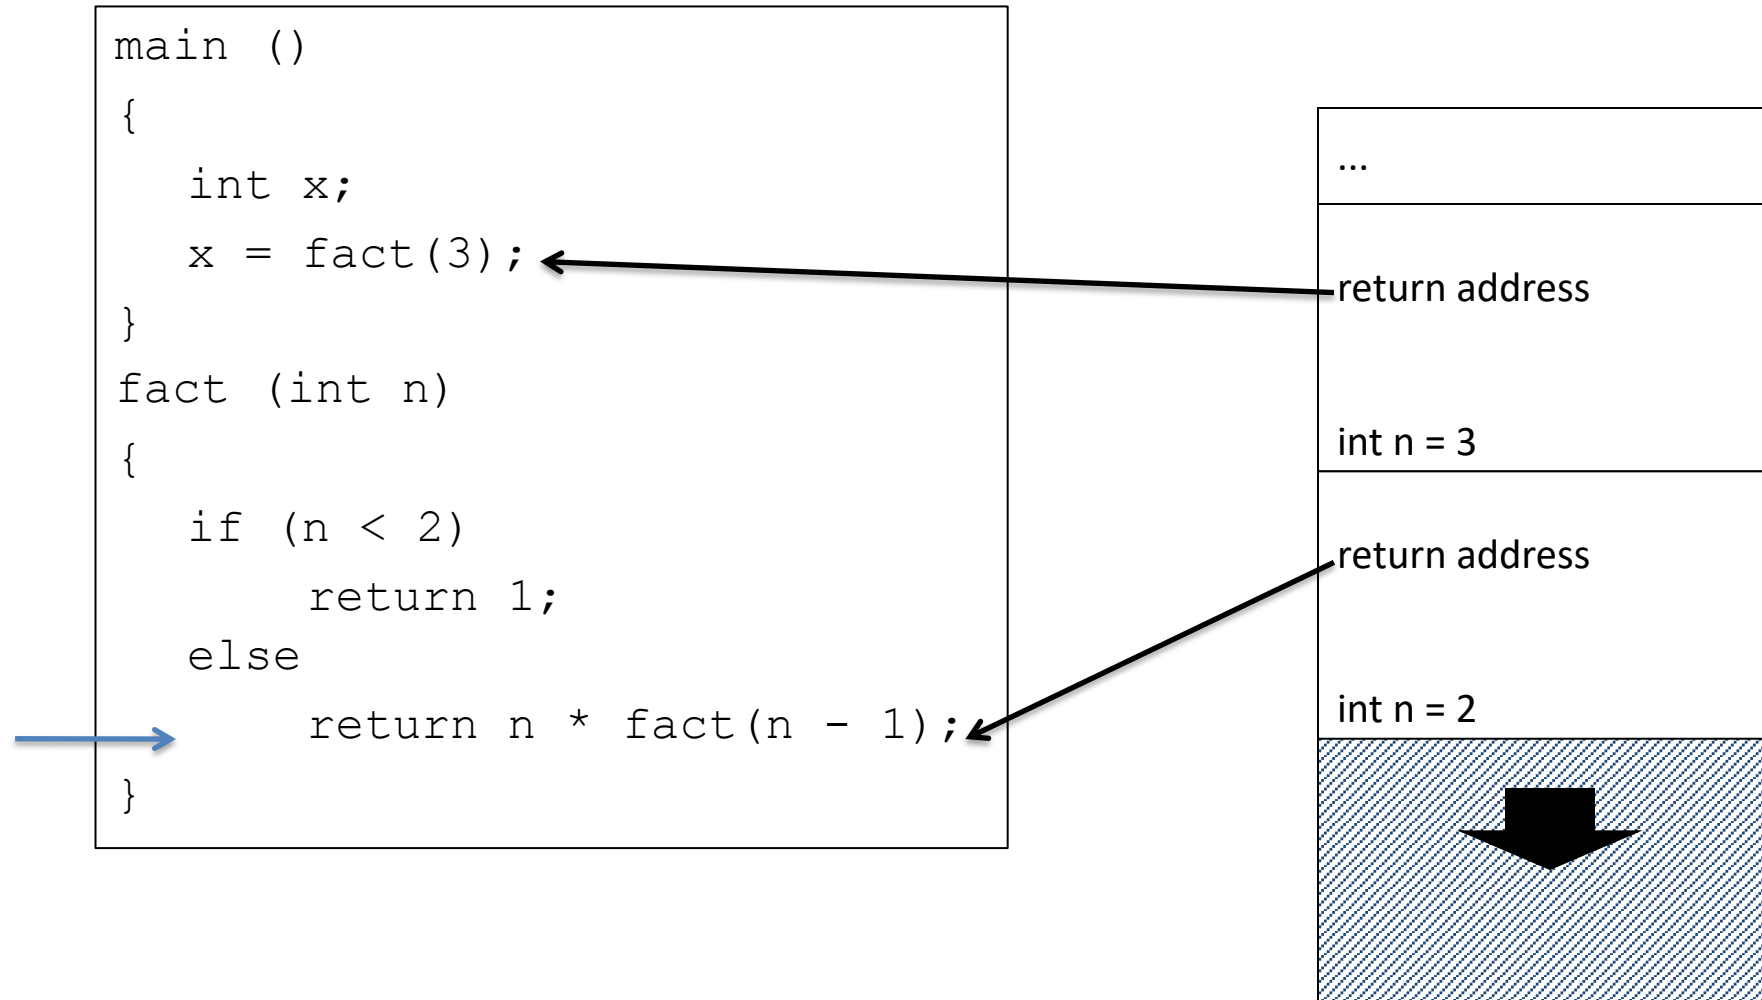 main ()
{
int x;
x = fact(3);
}
fact (int n)
{
if (n < 2)
return 1;
else
return n * fact(n - 1);
}
...
return address
int n = 3
return address
int n = 2